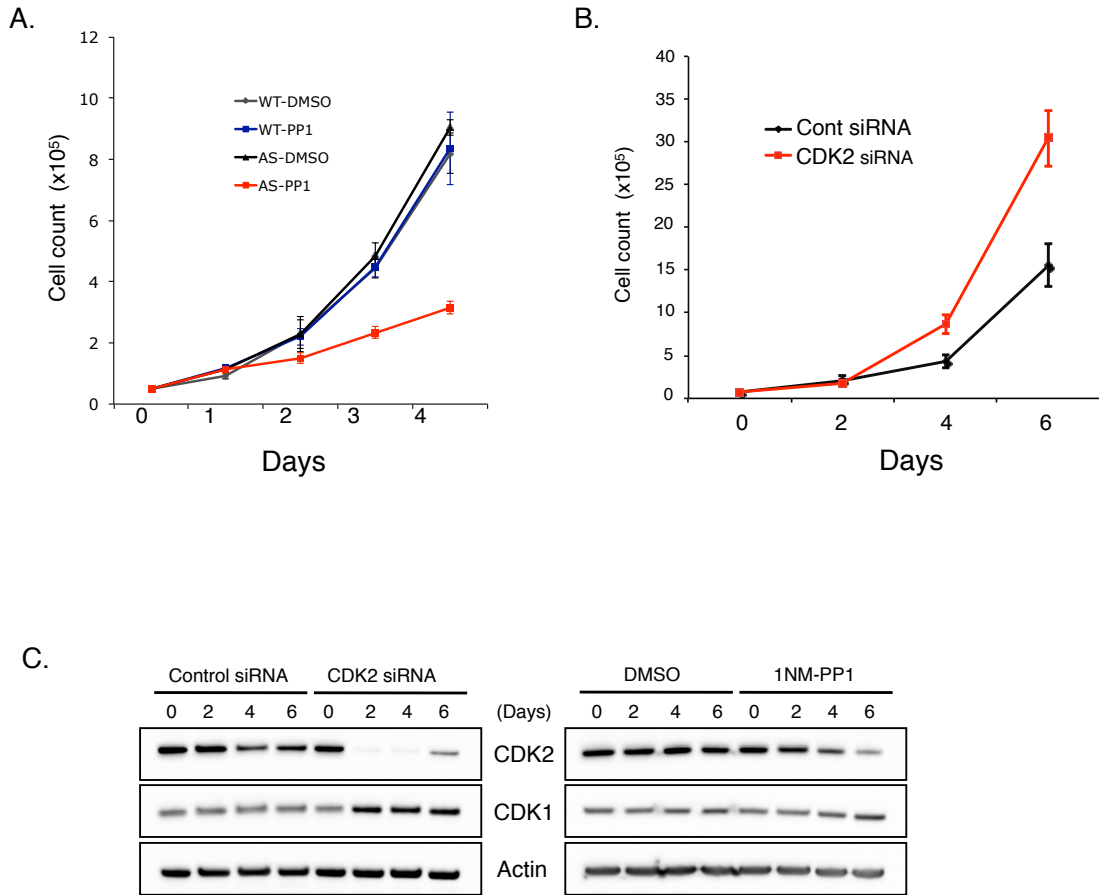 A.
12
10
8
6
4
2
0
Cell count (x10⁵)
WT-DMSO
WT-PP1
AS-DMSO
AS-PP1
0 1 2 3 4
Days
B.
40
35
30
25
20
15
10
5
0
Cell count (x10⁵)
Cont siRNA
CDK2 siRNA
0 2 4 6
Days
C.
Control siRNA CDK2 siRNA DMSO 1NM-PP1
0 2 4 6 0 2 4 6 (Days) 0 2 4 6 0 2 4 6
CDK2
CDK1
Actin